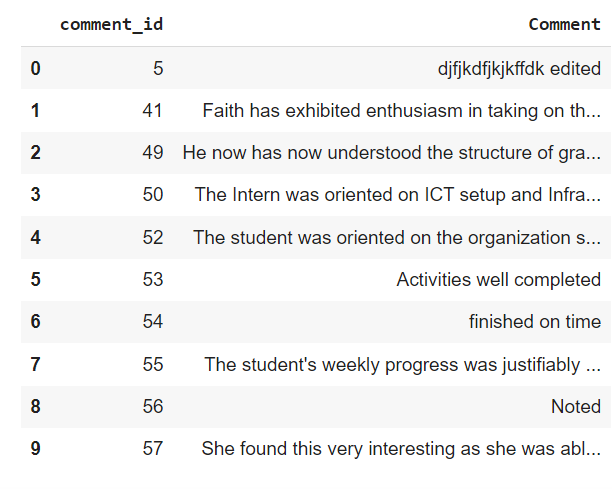 comment_id Comment
0 5 djfjkdfjkjkffdk edited
1 41 Faith has exhibited enthusiasm in taking on th...
2 49 He now has now understood the structure of gra...
3 50 The Intern was oriented on ICT setup and Infra...
4 52 The student was oriented on the organization s...
5 53 Activities well completed
6 54 finished on time
7 55 The student's weekly progress was justifiably ...
8 56 Noted
9 57 She found this very interesting as she was abl...